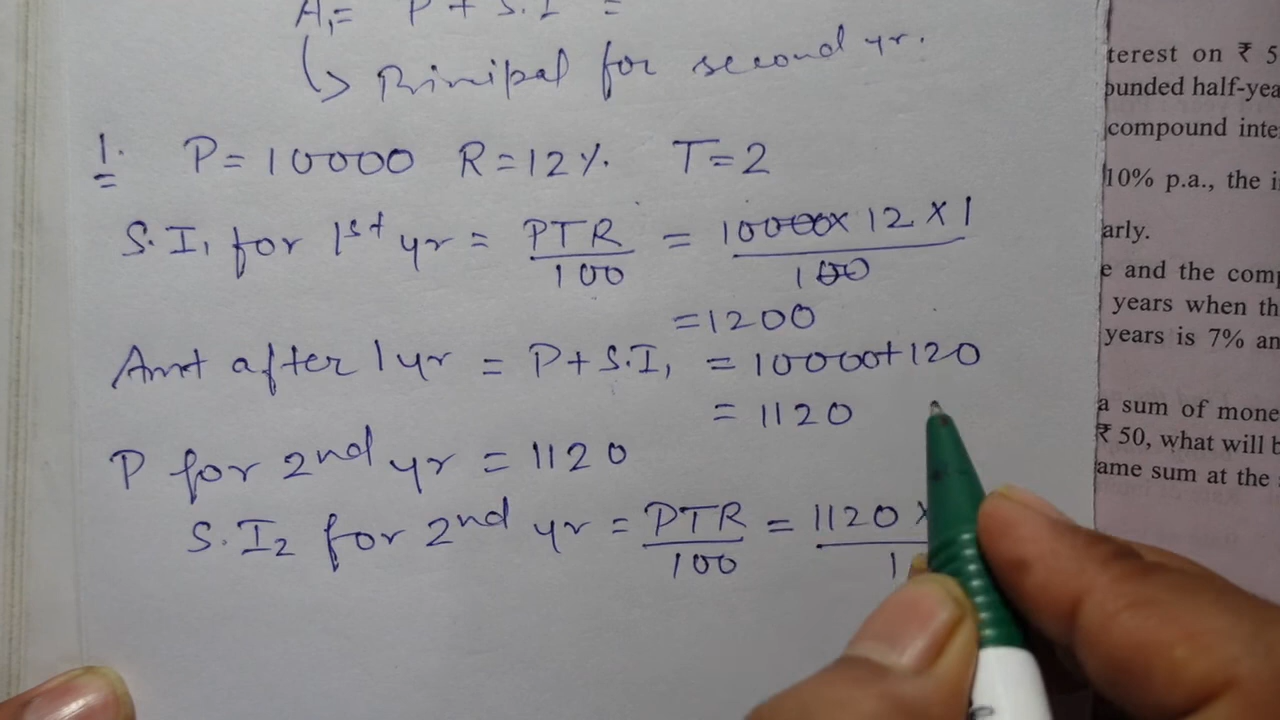 A₁= P + S.I =
↳ Prinipal for second yr.
1. P=10000 R=12%. T=2
S.I₁ for 1st yr = PTR/100 = 10000×12×1/100
=1200
Amt after 1yr = P+S.I₁ = 10000+120
= 1120
P for 2nd yr = 1120
S.I₂ for 2nd yr = PTR/100 = 1120×
terest on ₹ 5
ounded half-yea
compound inte
10% p.a., the i
arly.
e and the comp
years when th
years is 7% an
a sum of mone
₹ 50, what will b
ame sum at the